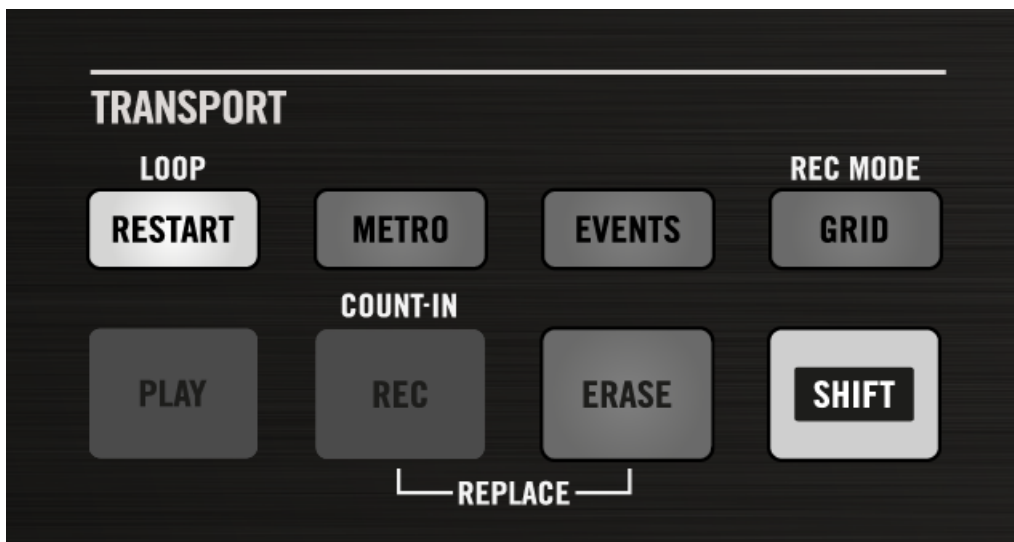 TRANSPORT
LOOP REC MODE
RESTART METRO EVENTS GRID
COUNT-IN
PLAY REC ERASE SHIFT
REPLACE